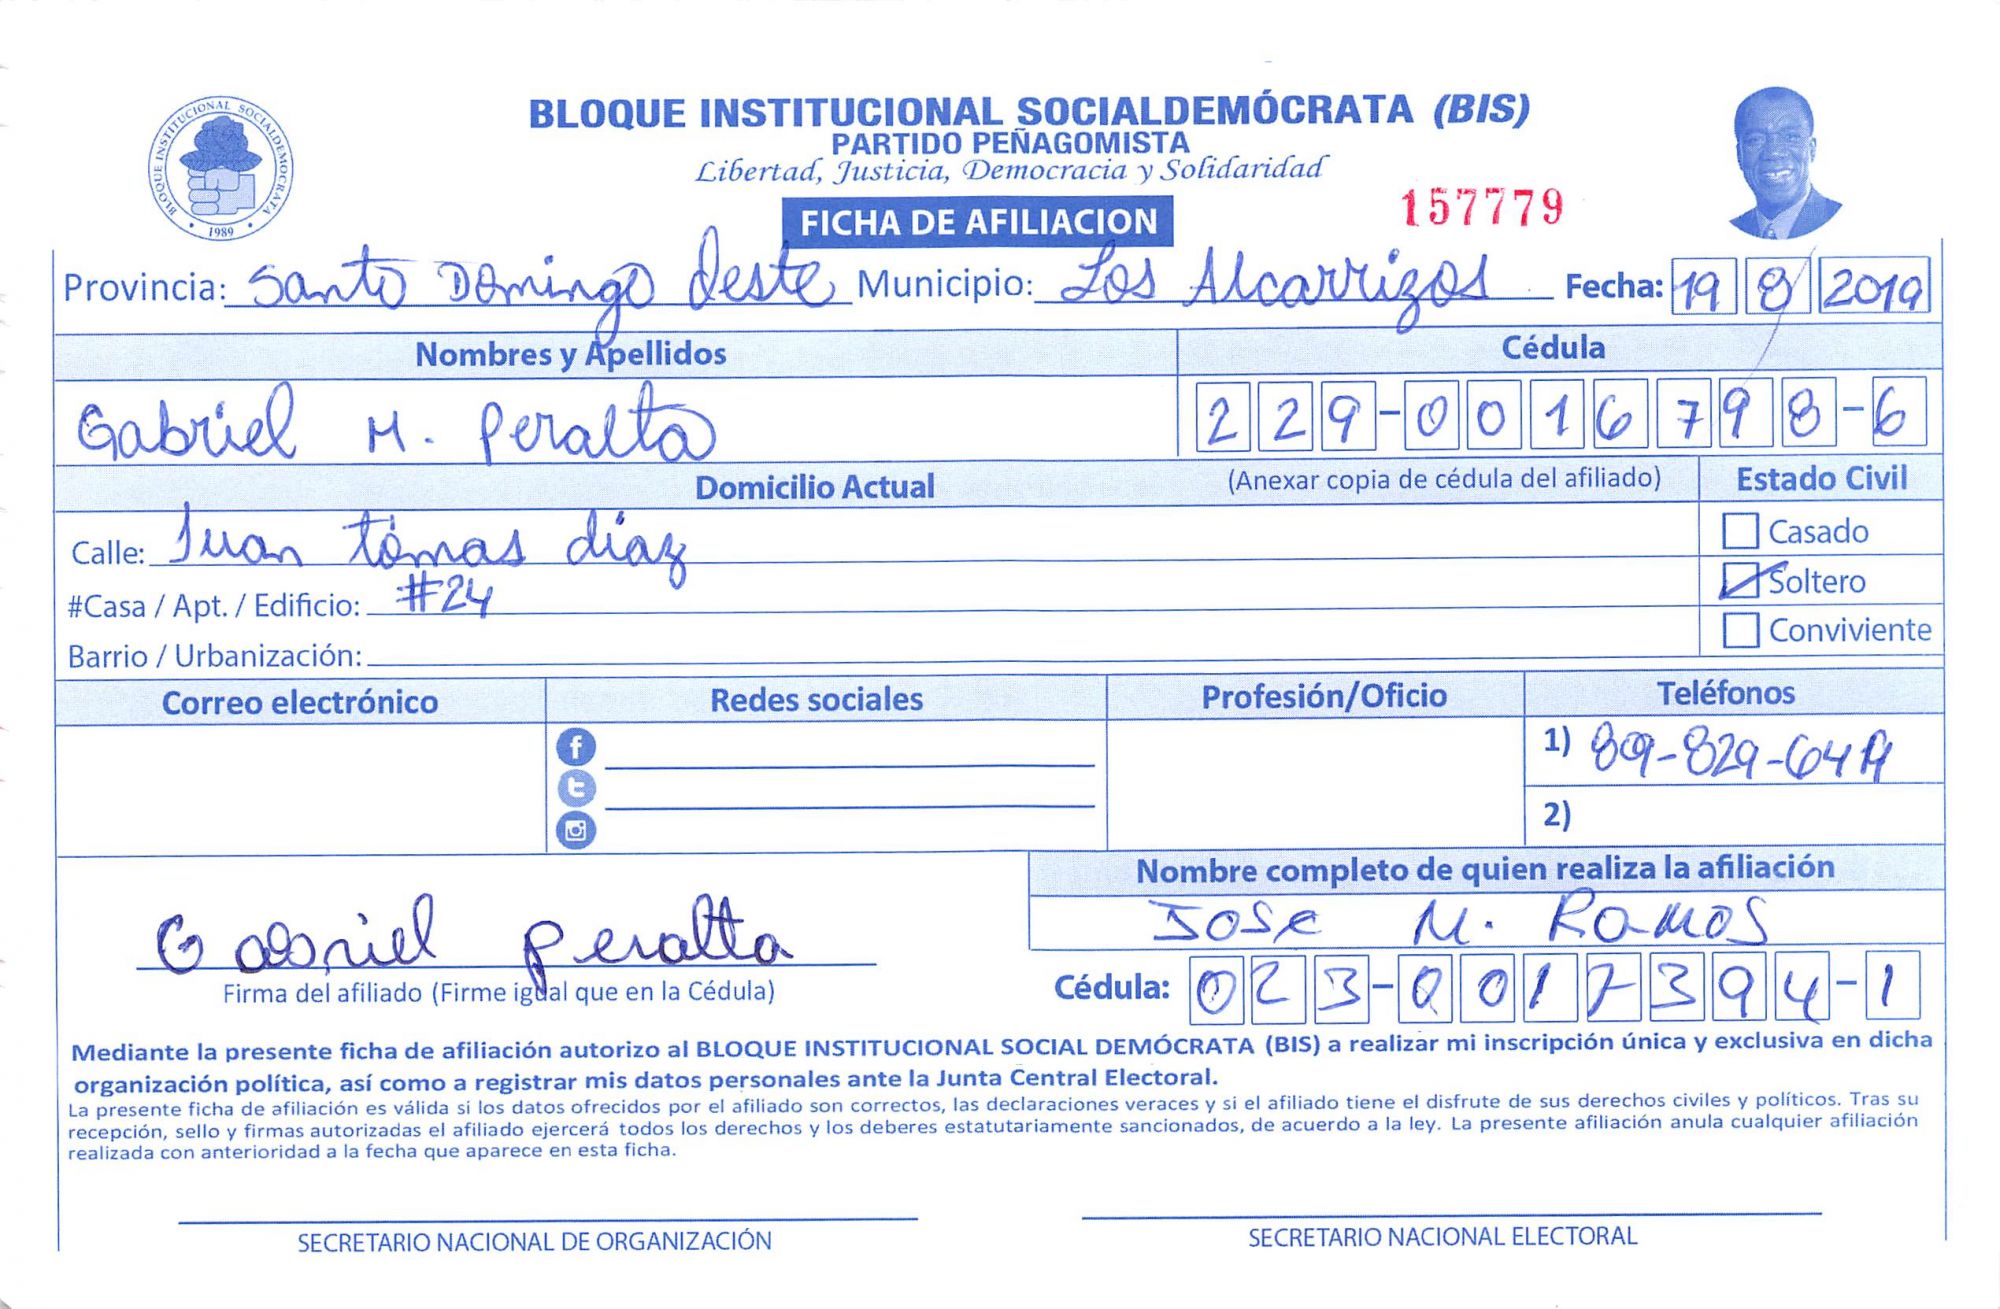 BLOQUE INSTITUCIONAL SOCIALDEMOCRATA
1989
BLOQUE INSTITUCIONAL SOCIALDEMÓCRATA (BIS)
PARTIDO PEÑAGOMISTA
Libertad, Justicia, Democracia y Solidaridad
FICHA DE AFILIACION
157779
Provincia: Santo Domingo Oeste Municipio: Los Alcarrizos Fecha: 19 8 2019
Nombres y Apellidos Cédula
Gabriel M. Peralta 229-0016798-6
Domicilio Actual (Anexar copia de cédula del afiliado) Estado Civil
Calle: Juan tómas díaz Casado
#Casa / Apt. / Edificio: #24 Soltero
Barrio / Urbanización: Conviviente
Correo electrónico Redes sociales Profesión/Oficio Teléfonos
1) 809-829-64
2)
Nombre completo de quien realiza la afiliación
Jose M. Ramos
Gabriel Peralta
Firma del afiliado (Firme igual que en la Cédula) Cédula: 023-0017394-1
Mediante la presente ficha de afiliación autorizo al BLOQUE INSTITUCIONAL SOCIAL DEMÓCRATA (BIS) a realizar mi inscripción única y exclusiva en dicha
organización política, así como a registrar mis datos personales ante la Junta Central Electoral.
La presente ficha de afiliación es válida si los datos ofrecidos por el afiliado son correctos, las declaraciones veraces y si el afiliado tiene el disfrute de sus derechos civiles y políticos. Tras su
recepción, sello y firmas autorizadas el afiliado ejercerá todos los derechos y los deberes estatutariamente sancionados, de acuerdo a la ley. La presente afiliación anula cualquier afiliación
realizada con anterioridad a la fecha que aparece en esta ficha.
SECRETARIO NACIONAL DE ORGANIZACIÓN SECRETARIO NACIONAL ELECTORAL